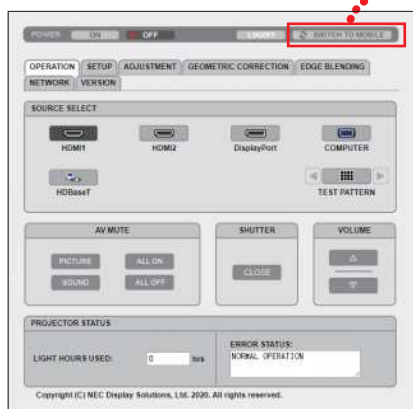 POWER ON OFF LOGOFF SWITCH TO MOBILE
OPERATION SETUP ADJUSTMENT GEOMETRIC CORRECTION EDGE BLENDING
NETWORK VERSION
SOURCE SELECT
HDMI1 HDMI2 DisplayPort COMPUTER
HDBaseT TEST PATTERN
AV MUTE SHUTTER VOLUME
PICTURE ALL ON
CLOSE
SOUND ALL OFF
PROJECTOR STATUS
ERROR STATUS:
LIGHT HOURS USED: 0 hrs NORMAL OPERATION
Copyright (C) NEC Display Solutions, Ltd. 2020. All rights reserved.